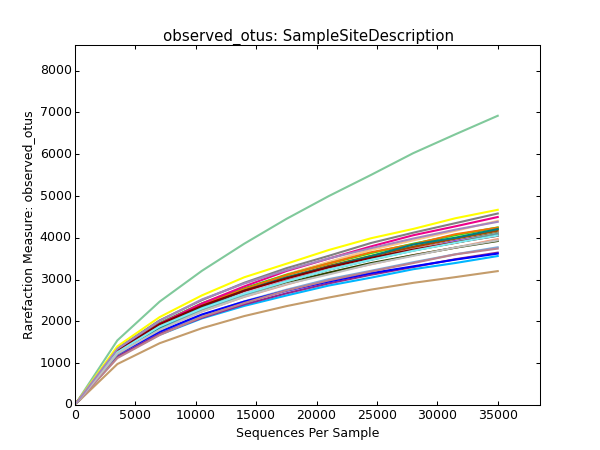 observed_otus: SampleSiteDescription
8000
7000
6000
5000
4000
3000
2000
1000
0
Rarefaction Measure: observed_otus
0 5000 10000 15000 20000 25000 30000 35000
Sequences Per Sample